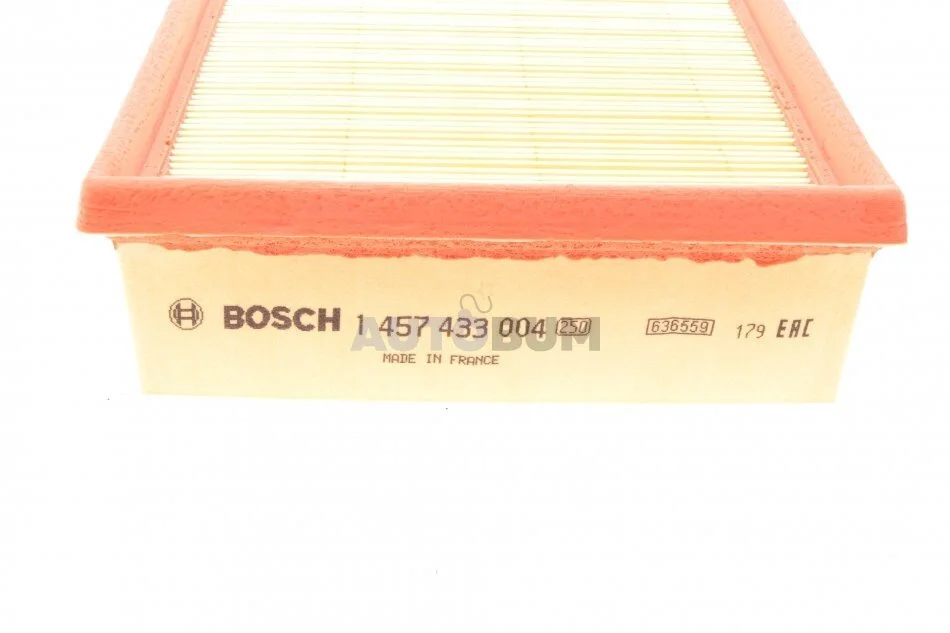 BOSCH 1 457 433 004 250 636559 179 EAC
MADE IN FRANCE
AUTOBUM